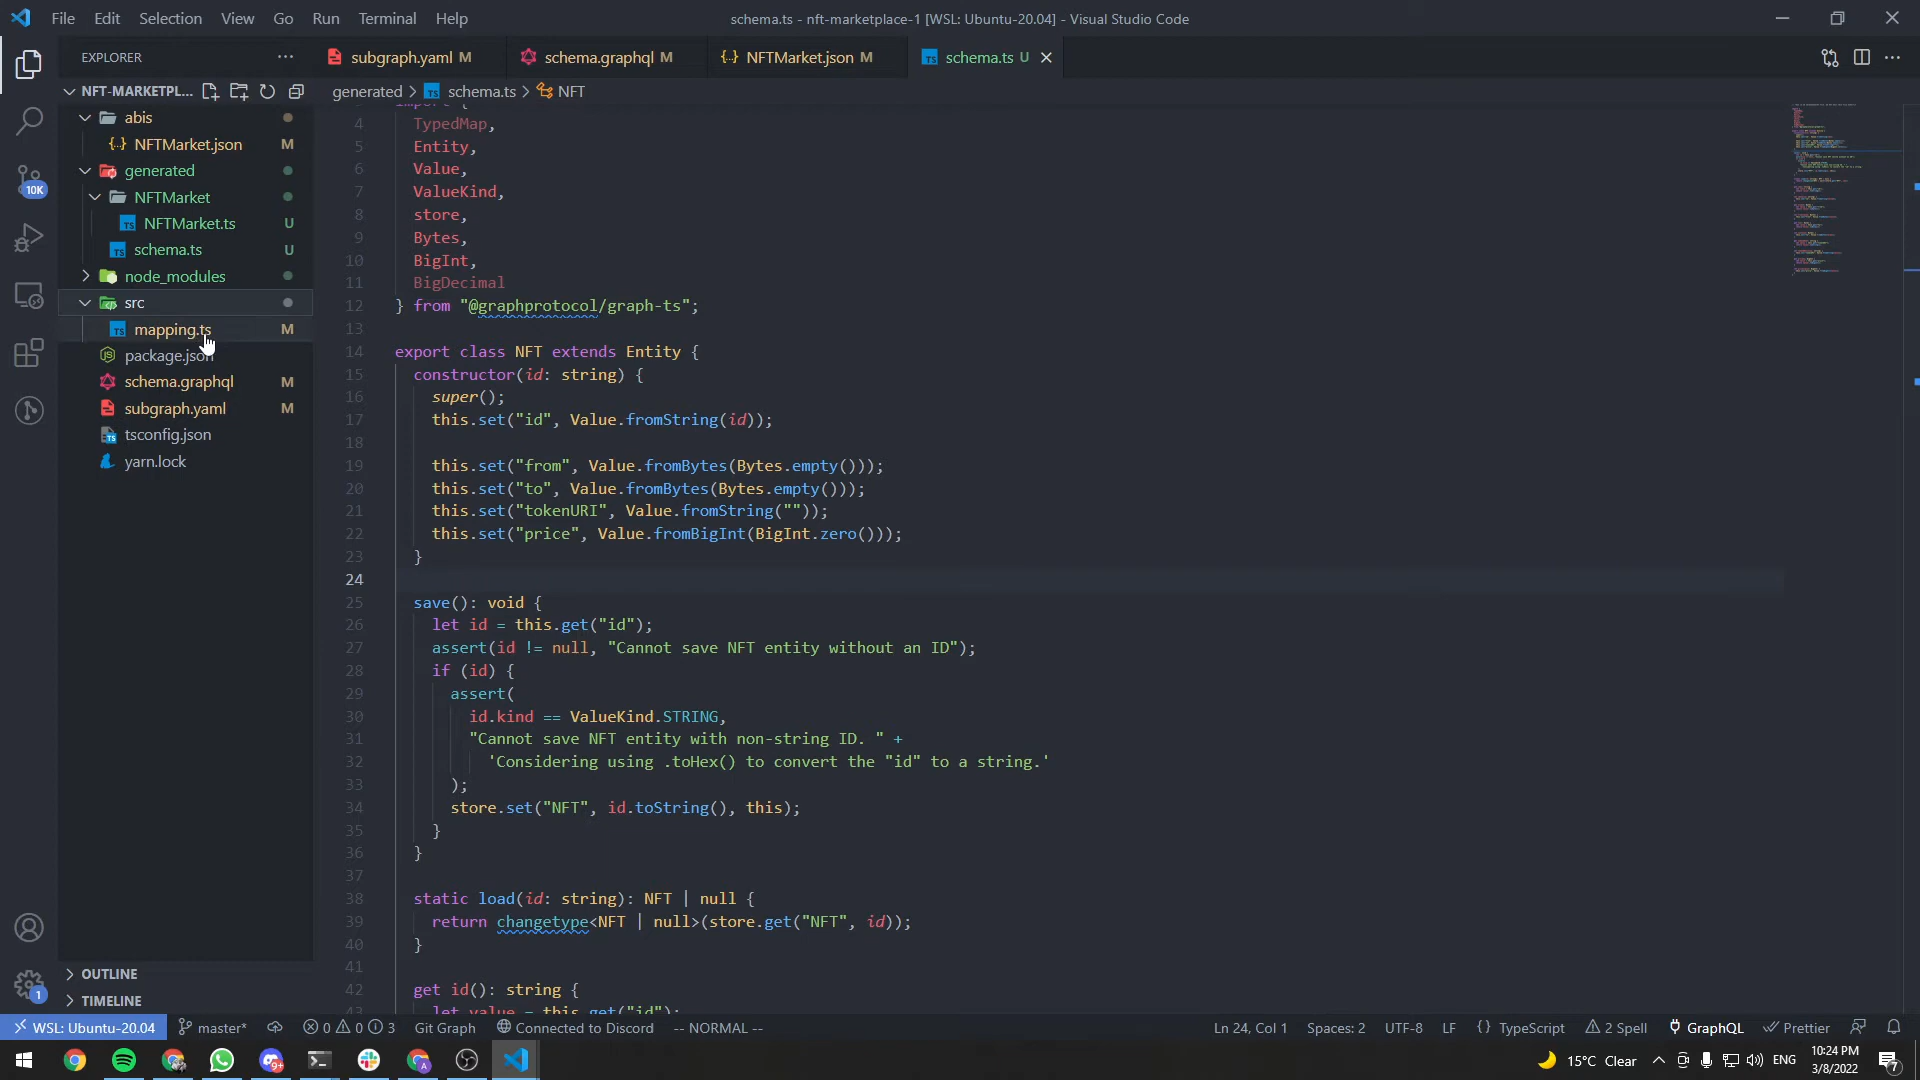 File Edit Selection View Go Run Terminal Help
schema.ts - nft-marketplace-1 [WSL: Ubuntu-20.04] - Visual Studio Code
EXPLORER
subgraph.yaml M
schema.graphql M
NFTMarket.json M
schema.ts U
NFT-MARKETPL...
generated > schema.ts > NFT
abis
NFTMarket.json M
generated
NFTMarket
NFTMarket.ts U
schema.ts U
node_modules
src
mapping.ts M
package.json
schema.graphql M
subgraph.yaml M
tsconfig.json
yarn.lock
10K
OUTLINE
TIMELINE
1
import {
4 TypedMap,
5 Entity,
6 Value,
7 ValueKind,
8 store,
9 Bytes,
10 BigInt,
11 BigDecimal
12 } from "@graphprotocol/graph-ts";
13
14 export class NFT extends Entity {
15 constructor(id: string) {
16 super();
17 this.set("id", Value.fromString(id));
18
19 this.set("from", Value.fromBytes(Bytes.empty()));
20 this.set("to", Value.fromBytes(Bytes.empty()));
21 this.set("tokenURI", Value.fromString(""));
22 this.set("price", Value.fromBigInt(BigInt.zero()));
23 }
24
25 save(): void {
26 let id = this.get("id");
27 assert(id != null, "Cannot save NFT entity without an ID");
28 if (id) {
29 assert(
30 id.kind == ValueKind.STRING,
31 "Cannot save NFT entity with non-string ID. " +
32 'Considering using .toHex() to convert the "id" to a string.'
33 );
34 store.set("NFT", id.toString(), this);
35 }
36 }
37
38 static load(id: string): NFT | null {
39 return changetype<NFT | null>(store.get("NFT", id));
40 }
41
42 get id(): string {
43 let value = this.get("id");
WSL: Ubuntu-20.04 master* 0 0 3 Git Graph Connected to Discord -- NORMAL -- Ln 24, Col 1 Spaces: 2 UTF-8 LF {} TypeScript 2 Spell GraphQL Prettier
9+
15°C Clear ENG
10:24 PM
3/8/2022
7